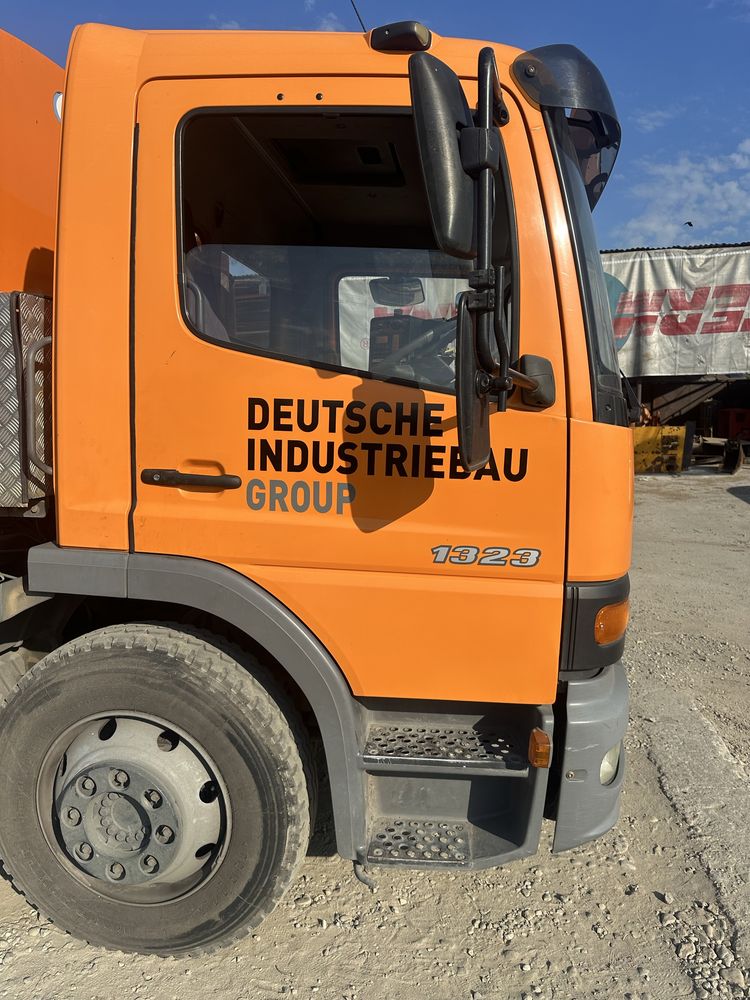 DEUTSCHE
INDUSTRIEBAU
GROUP
1323